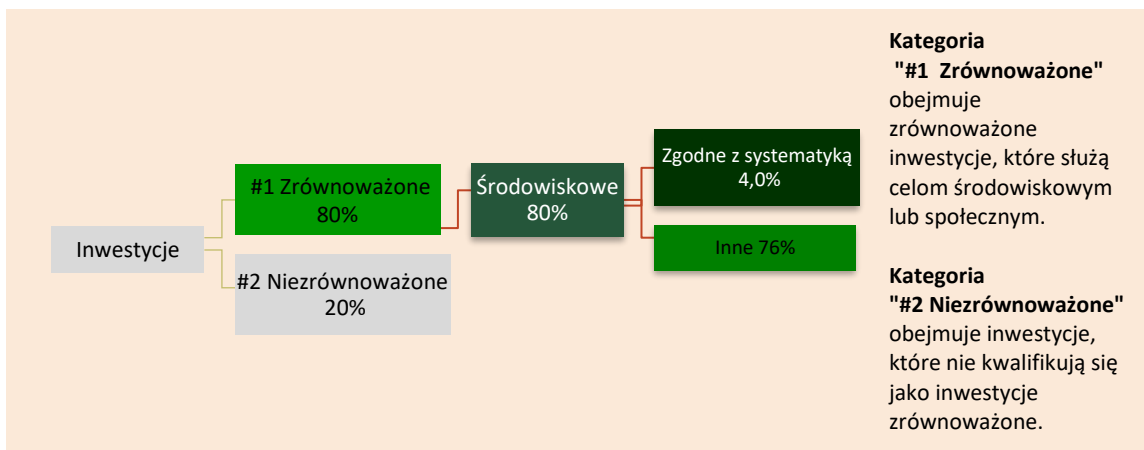 Inwestycje
#1 Zrównoważone
80%
#2 Niezrównoważone
20%
Środowiskowe
80%
Zgodne z systematyką
4,0%
Inne 76%
Kategoria
"#1 Zrównoważone"
obejmuje
zrównoważone
inwestycje, które służą
celom środowiskowym
lub społecznym.
Kategoria
"#2 Niezrównoważone"
obejmuje inwestycje,
które nie kwalifikują się
jako inwestycje
zrównoważone.